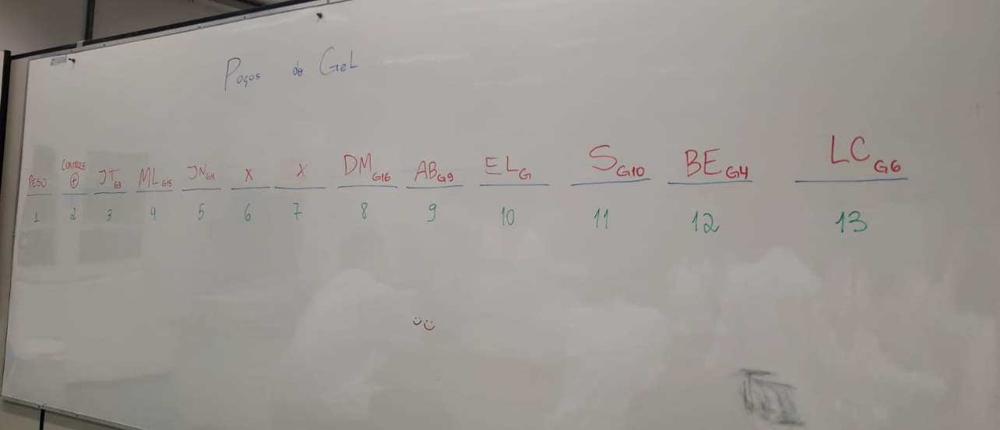 Poços de Gel
PESO CONTROLE + JT G3 ML G15 JN G11 X X DM G16 AB G9 EL G S G10 BE G4 LC G6
1 2 3 4 5 6 7 8 9 10 11 12 13